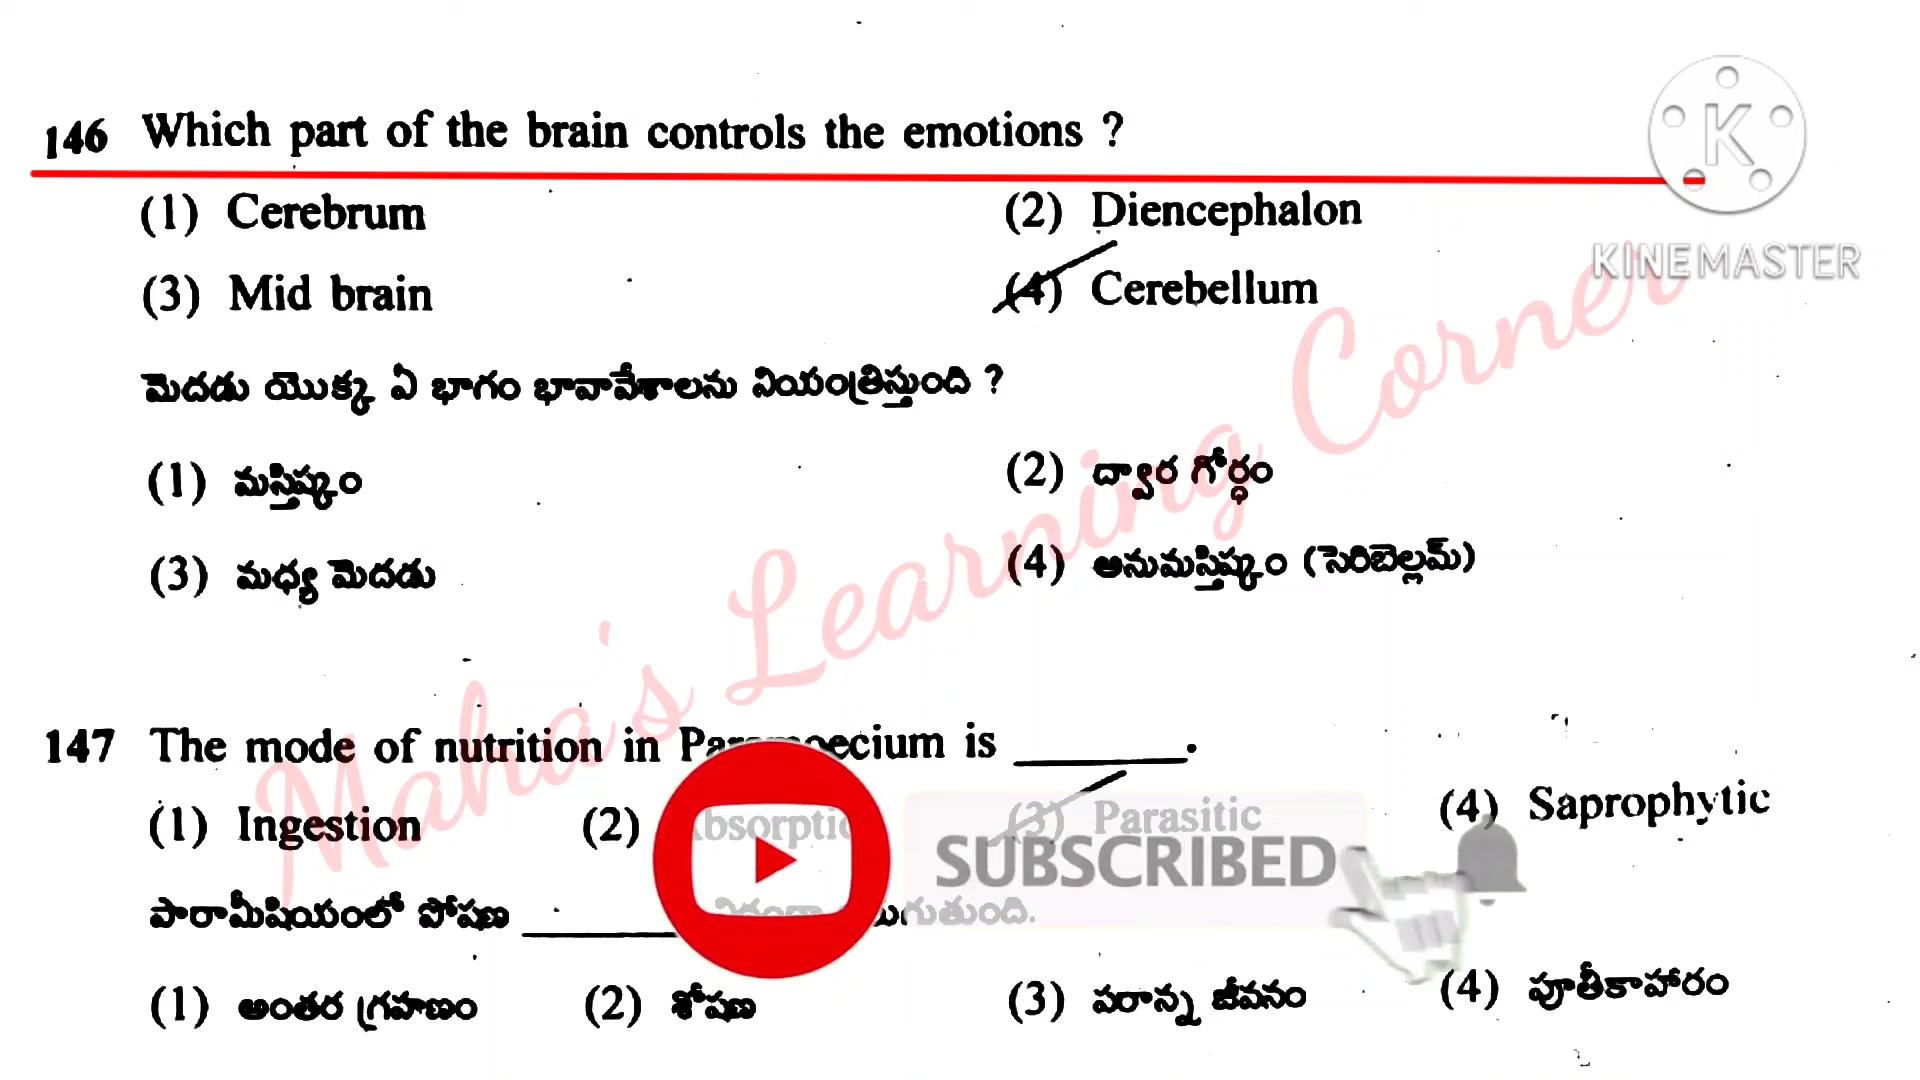 146 Which part of the brain controls the emotions ?
(1) Cerebrum (2) Diencephalon
(3) Mid brain (4) Cerebellum
మెదడు యొక్క ఏ భాగం భావావేశాలను నియంత్రిస్తుంది ?
(1) మస్తిష్కం (2) ద్వార గోర్ధం
(3) మధ్య మెదడు (4) అనుమస్తిష్కం (సెరిబెల్లమ్)
147 The mode of nutrition in Paramoecium is ________.
(1) Ingestion (2) Absorption (3) Parasitic (4) Saprophytic
పారామీషియంలో పోషణ ________ విధంగా జరుగుతుంది.
(1) అంతర గ్రహణం (2) శోషణ (3) పరాన్న జీవనం (4) పూతికాహారం
K
KINEMASTER
Maha's Learning Corner
SUBSCRIBED